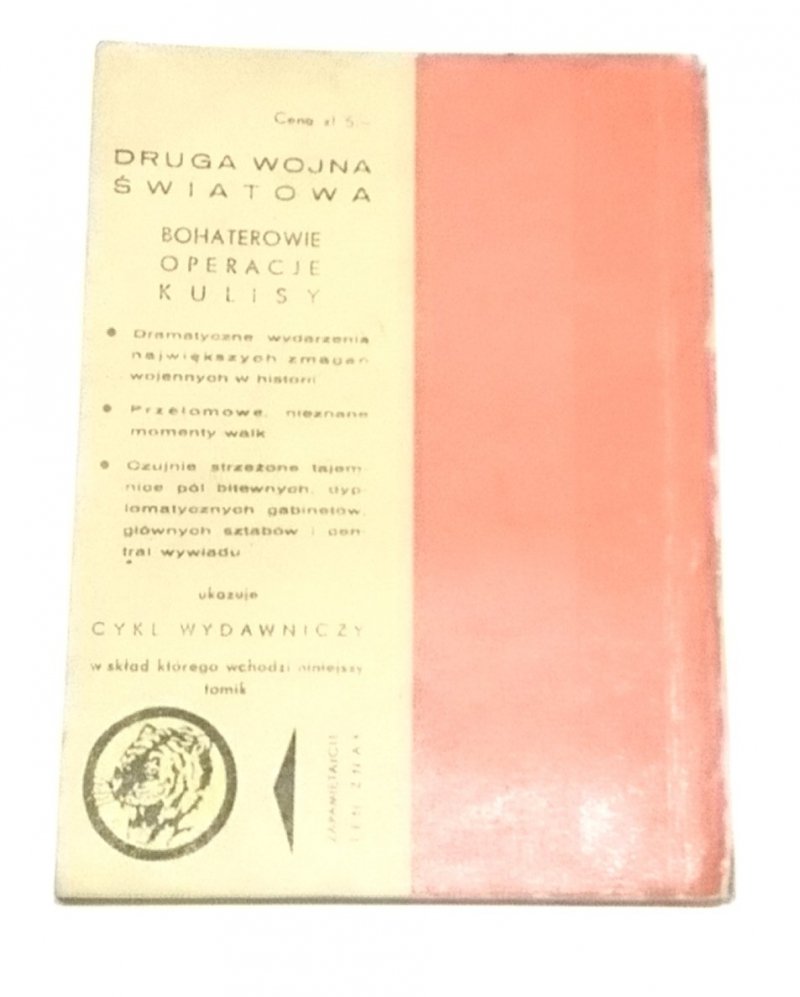 Cena zł 5.—
DRUGA WOJNA
ŚWIATOWA
BOHATEROWIE
OPERACJE
KULISY
• Dramatyczne wydarzenia
największych zmagań
wojennych w historii
• Przełomowe, nieznane
momenty walk
• Czujnie strzeżone tajem-
nice pól bitewnych, dyp-
lomatycznych gabinetów,
głównych sztabów i cen-
tral wywiadu
ukazuje
CYKL WYDAWNICZY
w skład którego wchodzi niniejszy
tomik
ZAPAMIĘTAJCIE
TEN ZNAK